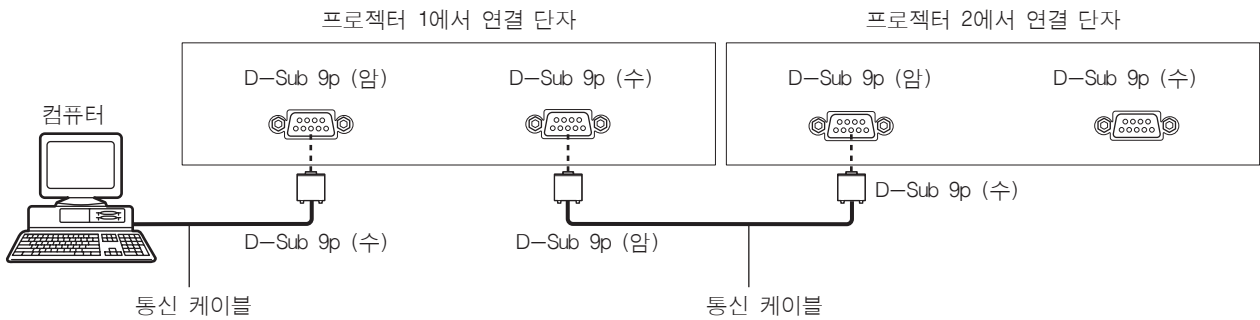 프로젝터 1에서 연결 단자
프로젝터 2에서 연결 단자
D-Sub 9p (암)
D-Sub 9p (수)
D-Sub 9p (암)
D-Sub 9p (수)
컴퓨터
D-Sub 9p (수)
D-Sub 9p (수)
D-Sub 9p (암)
통신 케이블
통신 케이블